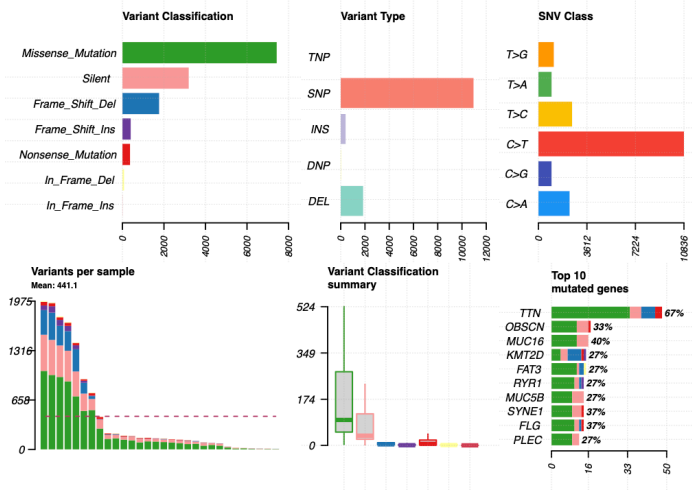 Variant Classification
Missense_Mutation
Silent
Frame_Shift_Del
Frame_Shift_Ins
Nonsense_Mutation
In_Frame_Del
In_Frame_Ins
0
2000
4000
6000
8000
Variant Type
TNP
SNP
INS
DNP
DEL
0
2000
4000
6000
8000
10000
12000
SNV Class
T>G
T>A
T>C
C>T
C>G
C>A
0
3612
7224
10836
Variants per sample
Mean: 441.1
1975
1316
658
0
Variant Classification
summary
524
349
174
0
Top 10
mutated genes
TTN 67%
OBSCN 33%
MUC16 40%
KMT2D 27%
FAT3 27%
RYR1 27%
MUC5B 27%
SYNE1 37%
FLG 37%
PLEC 27%
0
16
33
50